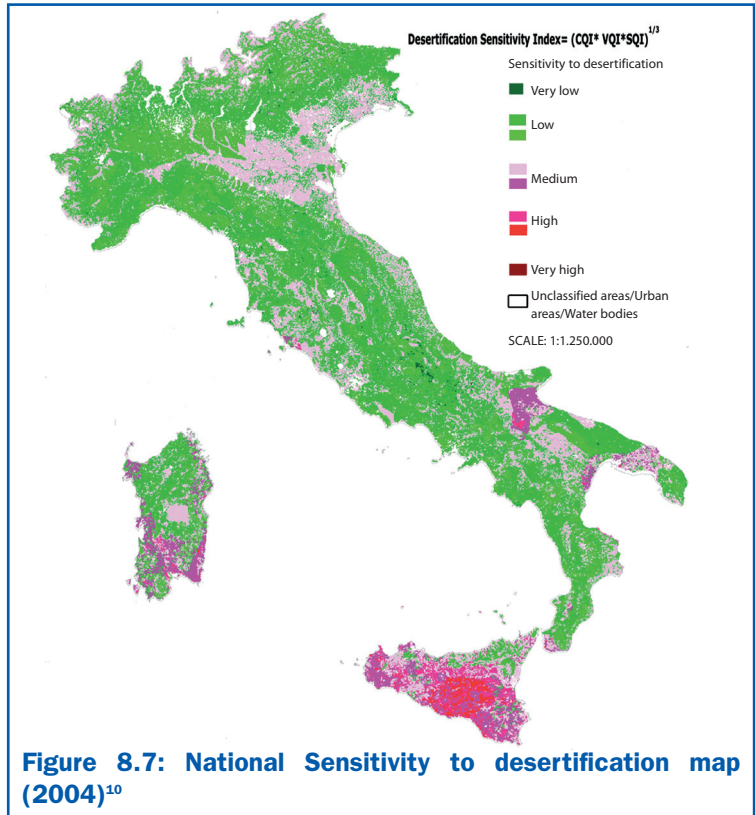 Desertification Sensitivity Index= (CQI* VQI*SQI)1/3
Sensitivity to desertification
Very low
Low
Medium
High
Very high
Unclassified areas/Urban
areas/Water bodies
SCALE: 1:1.250.000
Figure 8.7: National Sensitivity to desertification map
(2004)10